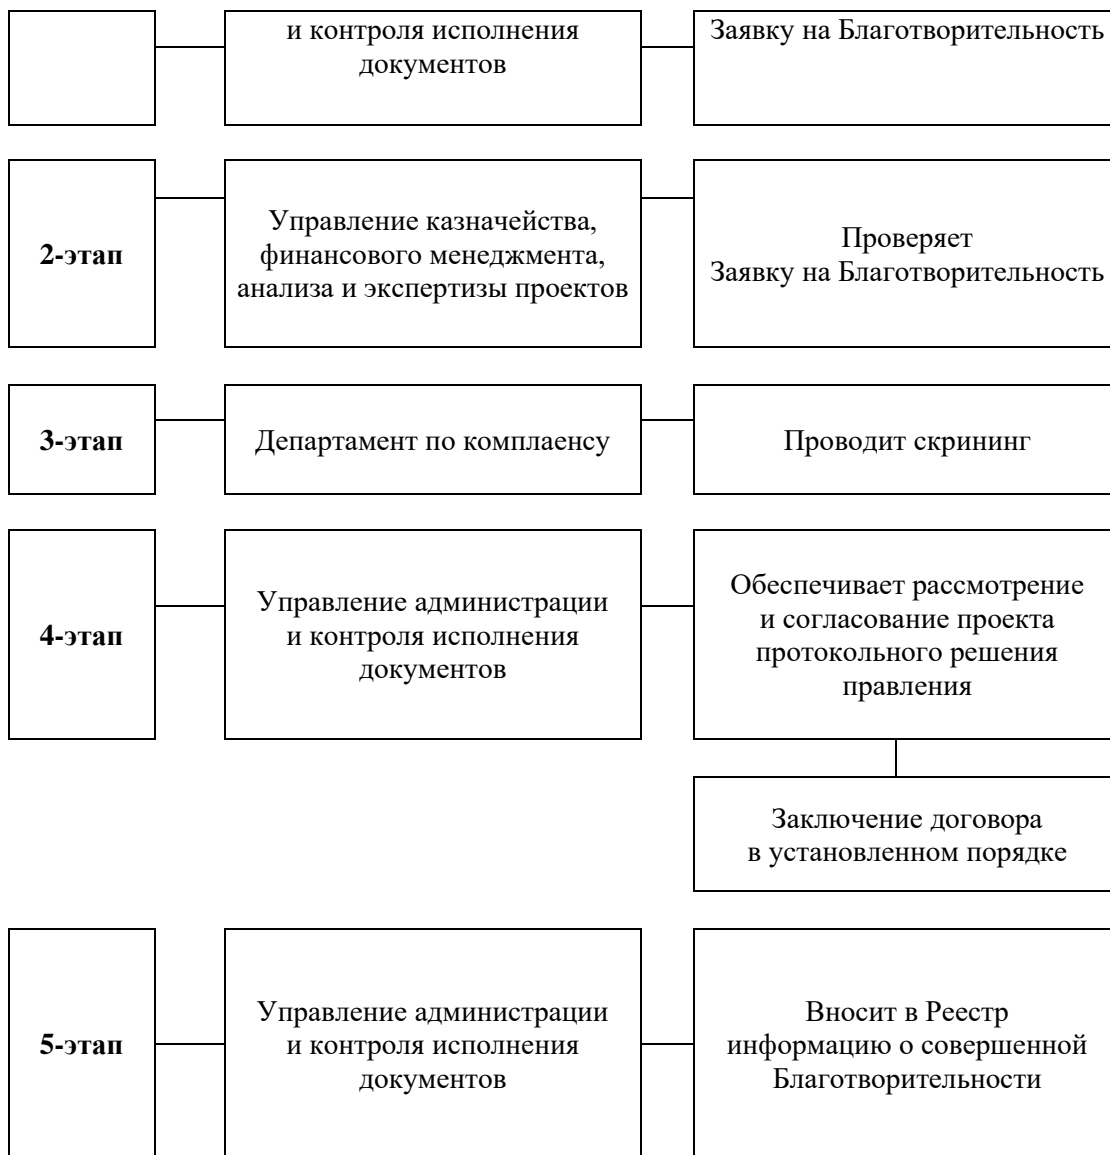 и контроля исполнения
документов
Заявку на Благотворительность
2-этап
Управление казначейства,
финансового менеджмента,
анализа и экспертизы проектов
Проверяет
Заявку на Благотворительность
3-этап
Департамент по комплаенсу
Проводит скрининг
4-этап
Управление администрации
и контроля исполнения
документов
Обеспечивает рассмотрение
и согласование проекта
протокольного решения
правления
Заключение договора
в установленном порядке
5-этап
Управление администрации
и контроля исполнения
документов
Вносит в Реестр
информацию о совершенной
Благотворительности